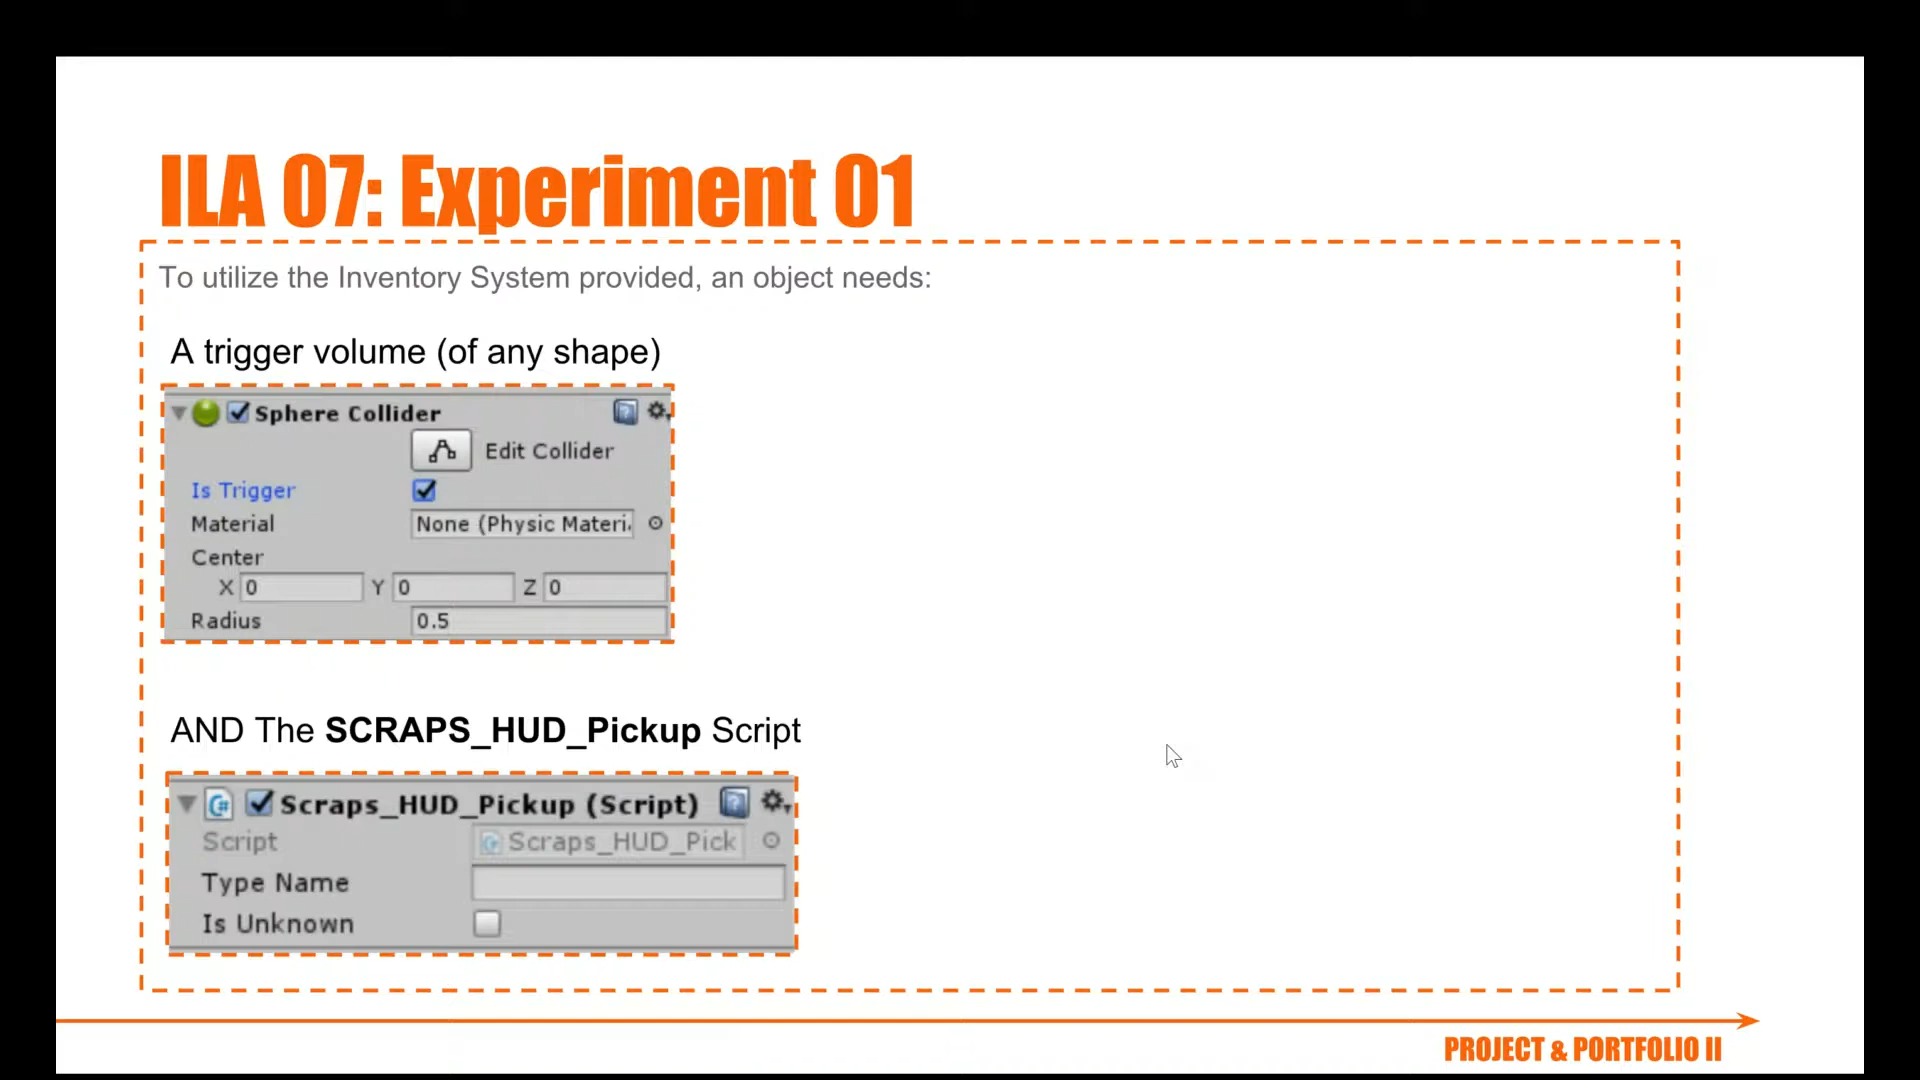 ILA 07: Experiment 01
To utilize the Inventory System provided, an object needs:
A trigger volume (of any shape)
Sphere Collider
Edit Collider
Is Trigger
Material None (Physic Materi
Center
X 0 Y 0 Z 0
Radius 0.5
AND The SCRAPS_HUD_Pickup Script
Scraps_HUD_Pickup (Script)
Script Scraps_HUD_Pick
Type Name
Is Unknown
PROJECT & PORTFOLIO II